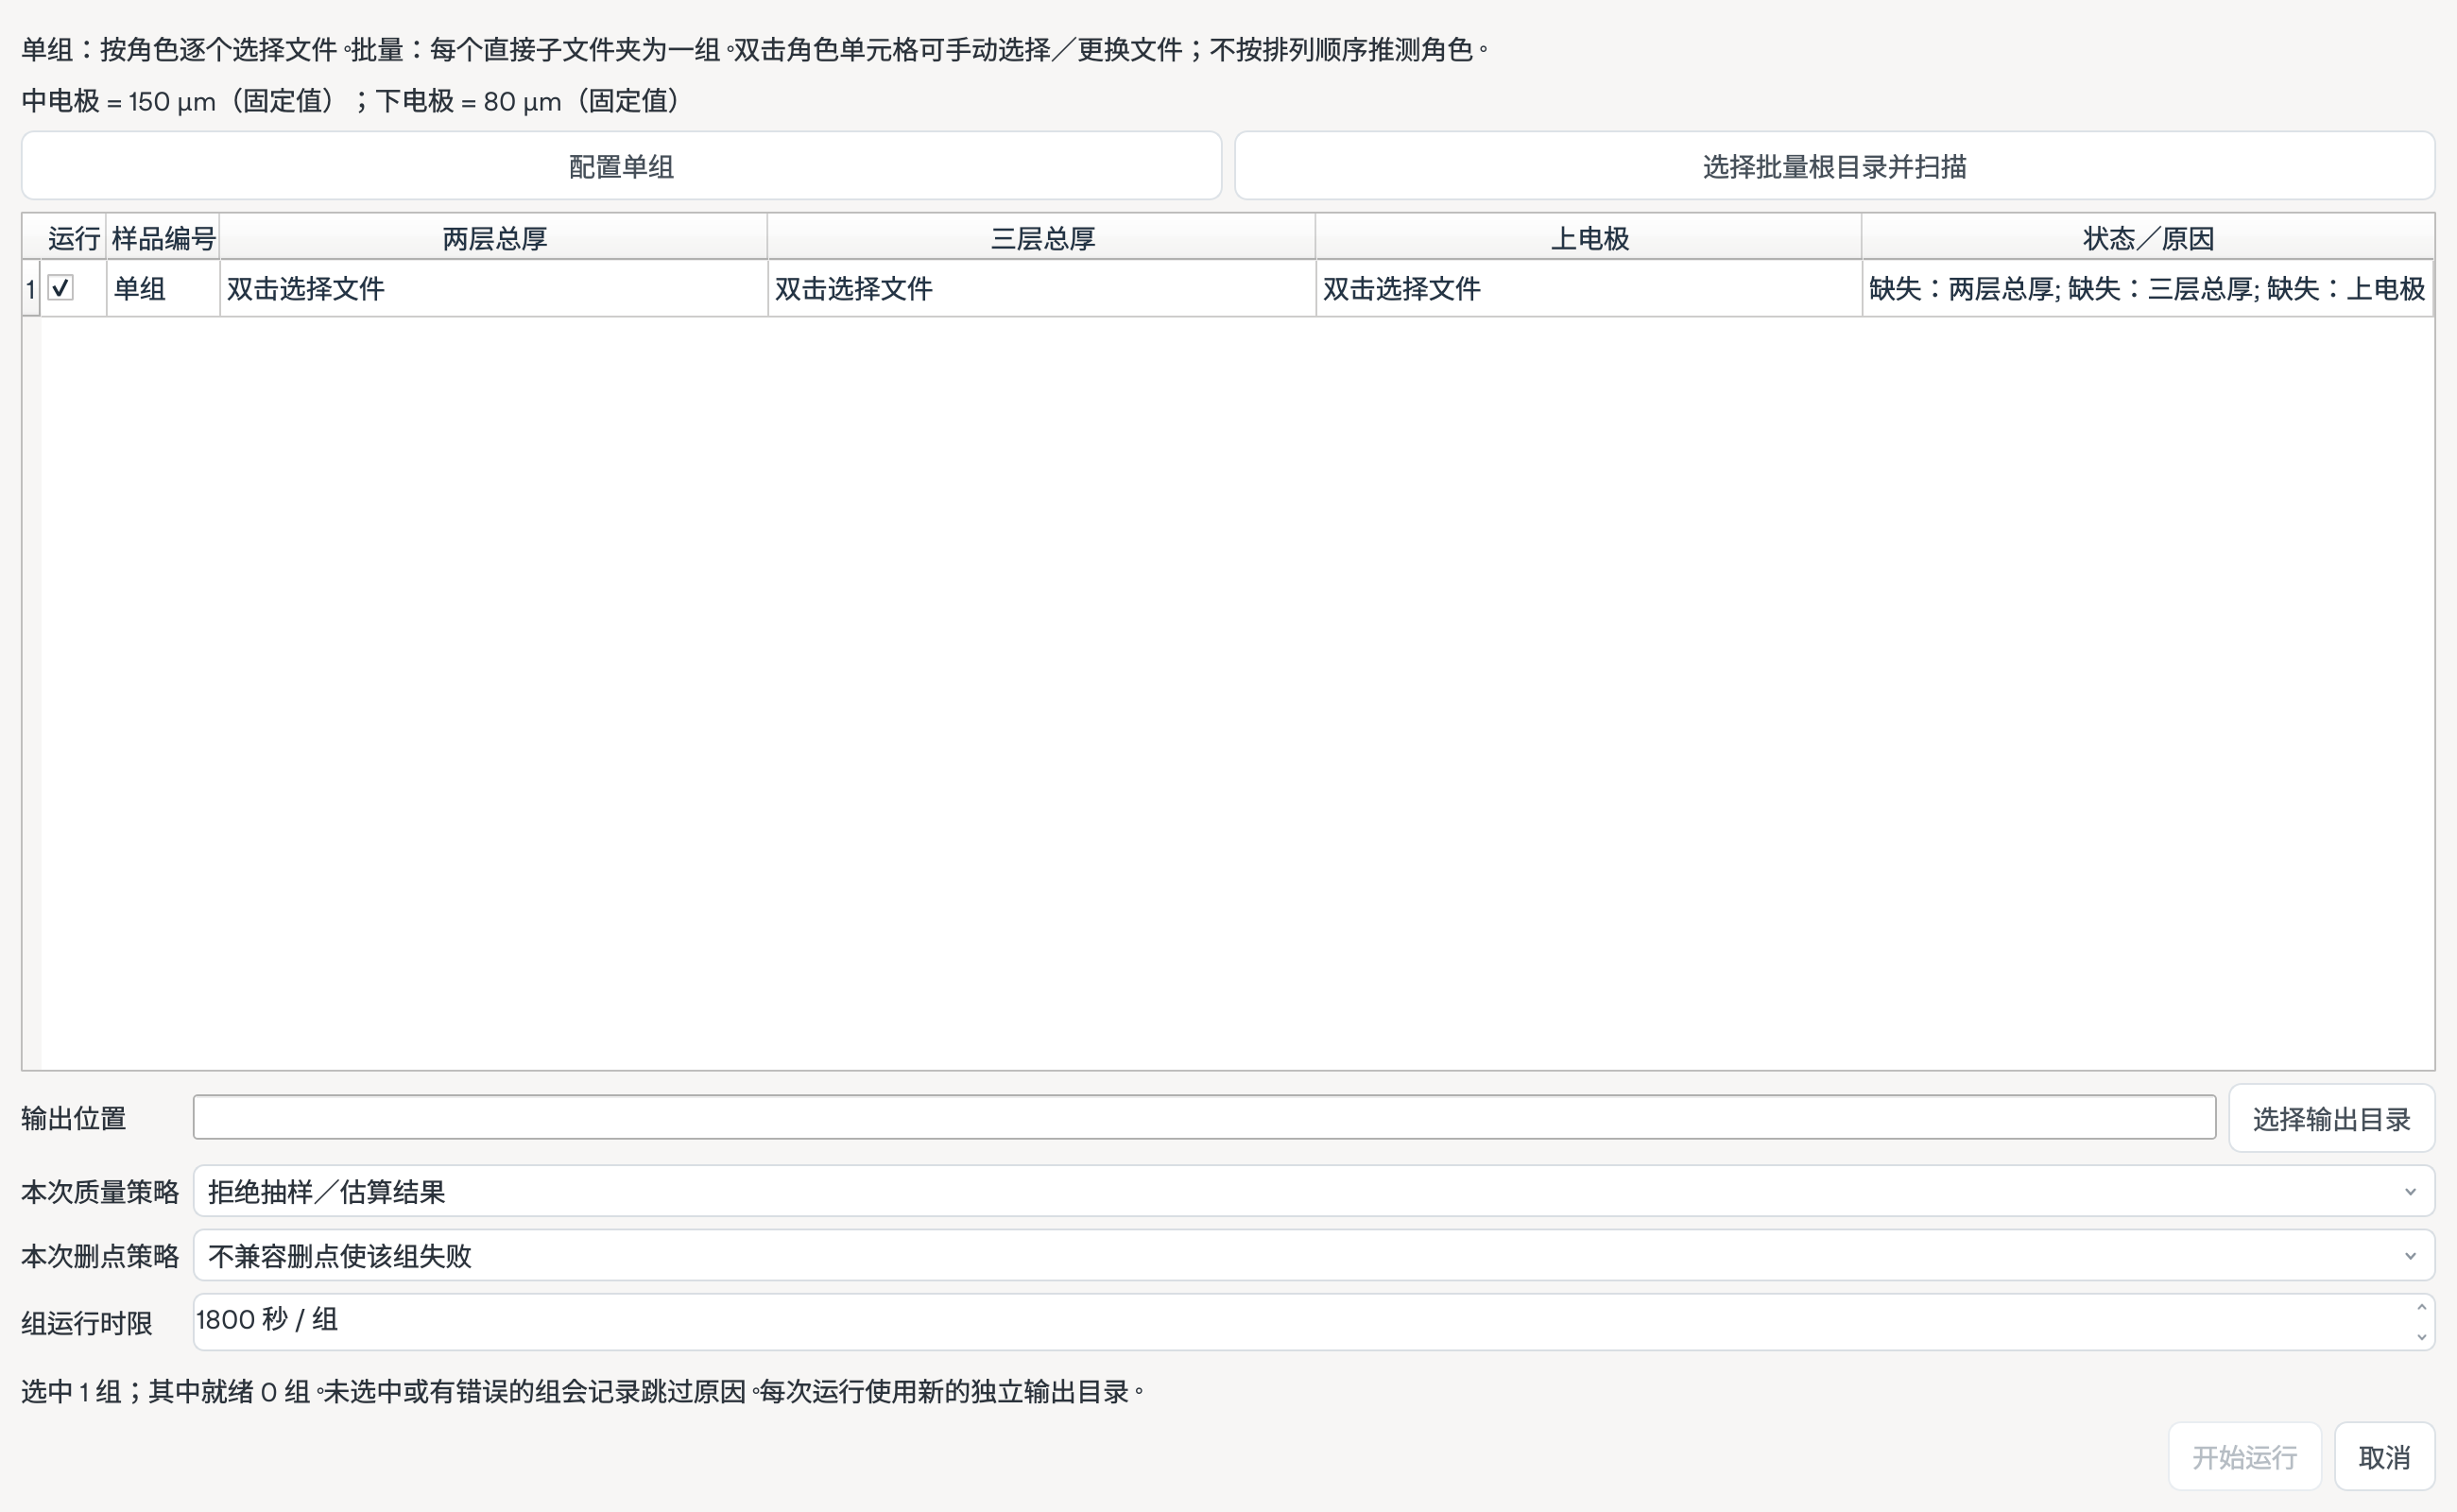 单组：按角色逐个选择文件。批量：每个直接子文件夹为一组。双击角色单元格可手动选择／更换文件；不按排列顺序推测角色。
中电极 = 150 µm（固定值）；下电极 = 80 µm（固定值）
配置单组 选择批量根目录并扫描
运行 样品编号 两层总厚 三层总厚 上电极 状态／原因
1 单组 双击选择文件 双击选择文件 双击选择文件 缺失：两层总厚; 缺失：三层总厚; 缺失：上电极
输出位置 选择输出目录
本次质量策略 拒绝抽样／估算结果
本次删点策略 不兼容删点使该组失败
组运行时限 1800 秒 / 组
选中 1 组；其中就绪 0 组。未选中或有错误的组会记录跳过原因。每次运行使用新的独立输出目录。
开始运行 取消